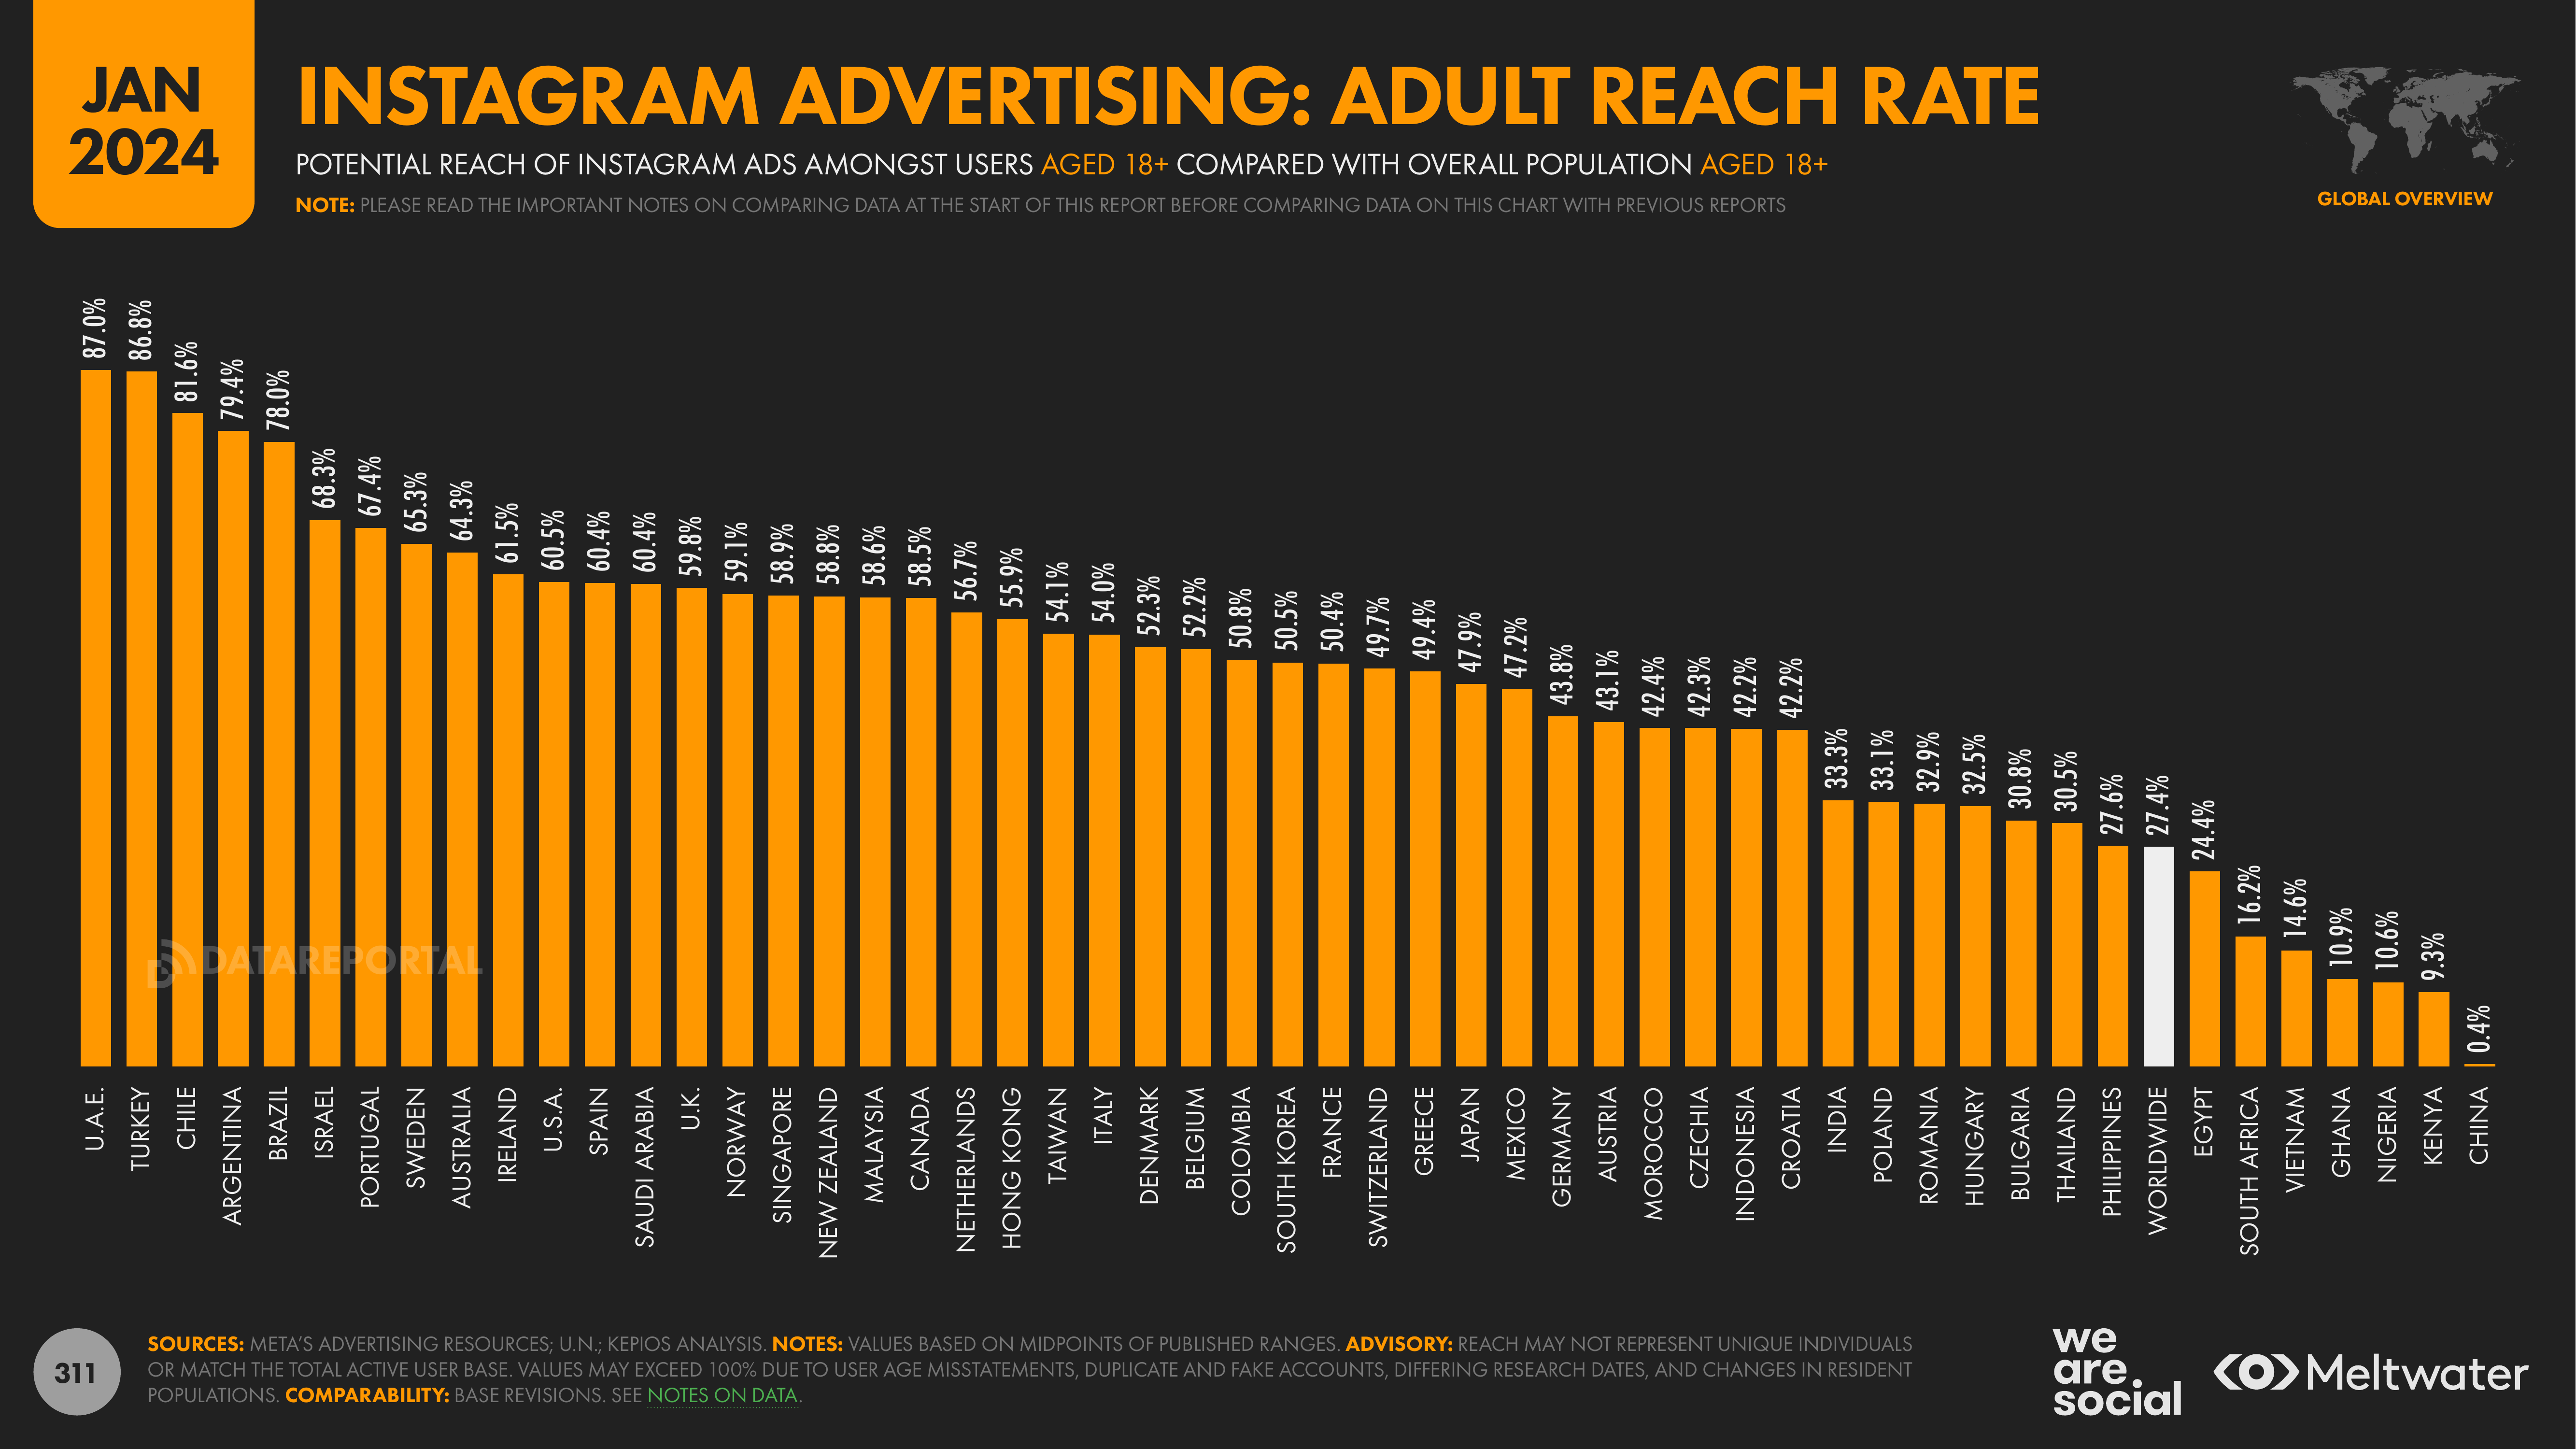 JAN
2024
INSTAGRAM ADVERTISING: ADULT REACH RATE
POTENTIAL REACH OF INSTAGRAM ADS AMONGST USERS AGED 18+ COMPARED WITH OVERALL POPULATION AGED 18+
NOTE: PLEASE READ THE IMPORTANT NOTES ON COMPARING DATA AT THE START OF THIS REPORT BEFORE COMPARING DATA ON THIS CHART WITH PREVIOUS REPORTS
GLOBAL OVERVIEW
87.0%
86.8%
81.6%
79.4%
78.0%
68.3%
67.4%
65.3%
64.3%
61.5%
60.5%
60.4%
60.4%
59.8%
59.1%
58.9%
58.8%
58.6%
58.5%
56.7%
55.9%
54.1%
54.0%
52.3%
52.2%
50.8%
50.5%
50.4%
49.7%
49.4%
47.9%
47.2%
43.8%
43.1%
42.4%
42.3%
42.2%
42.2%
33.3%
33.1%
32.9%
32.5%
30.8%
30.5%
27.6%
27.4%
24.4%
16.2%
14.6%
10.9%
10.6%
9.3%
0.4%
DATAREPORTAL
U.A.E.
TURKEY
CHILE
ARGENTINA
BRAZIL
ISRAEL
PORTUGAL
SWEDEN
AUSTRALIA
IRELAND
U.S.A.
SPAIN
SAUDI ARABIA
U.K.
NORWAY
SINGAPORE
NEW ZEALAND
MALAYSIA
CANADA
NETHERLANDS
HONG KONG
TAIWAN
ITALY
DENMARK
BELGIUM
COLOMBIA
SOUTH KOREA
FRANCE
SWITZERLAND
GREECE
JAPAN
MEXICO
GERMANY
AUSTRIA
MOROCCO
CZECHIA
INDONESIA
CROATIA
INDIA
POLAND
ROMANIA
HUNGARY
BULGARIA
THAILAND
PHILIPPINES
WORLDWIDE
EGYPT
SOUTH AFRICA
VIETNAM
GHANA
NIGERIA
KENYA
CHINA
311
SOURCES: META'S ADVERTISING RESOURCES; U.N.; KEPIOS ANALYSIS. NOTES: VALUES BASED ON MIDPOINTS OF PUBLISHED RANGES. ADVISORY: REACH MAY NOT REPRESENT UNIQUE INDIVIDUALS
OR MATCH THE TOTAL ACTIVE USER BASE. VALUES MAY EXCEED 100% DUE TO USER AGE MISSTATEMENTS, DUPLICATE AND FAKE ACCOUNTS, DIFFERING RESEARCH DATES, AND CHANGES IN RESIDENT
POPULATIONS. COMPARABILITY: BASE REVISIONS. SEE NOTES ON DATA.
we
are
social
Meltwater